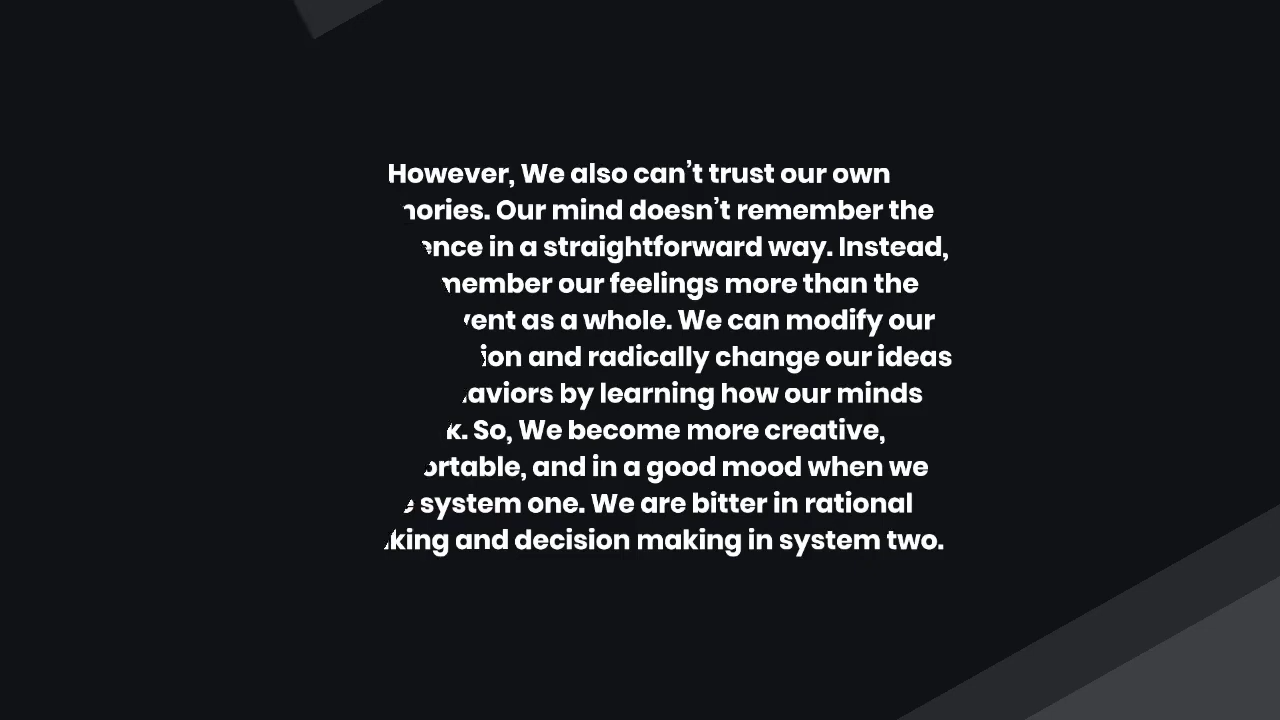 However, We also can’t trust our own
ories. Our mind doesn’t remember the
ence in a straightforward way. Instead,
member our feelings more than the
vent as a whole. We can modify our
ion and radically change our ideas
aviors by learning how our minds
k. So, We become more creative,
ortable, and in a good mood when we
system one. We are bitter in rational
king and decision making in system two.